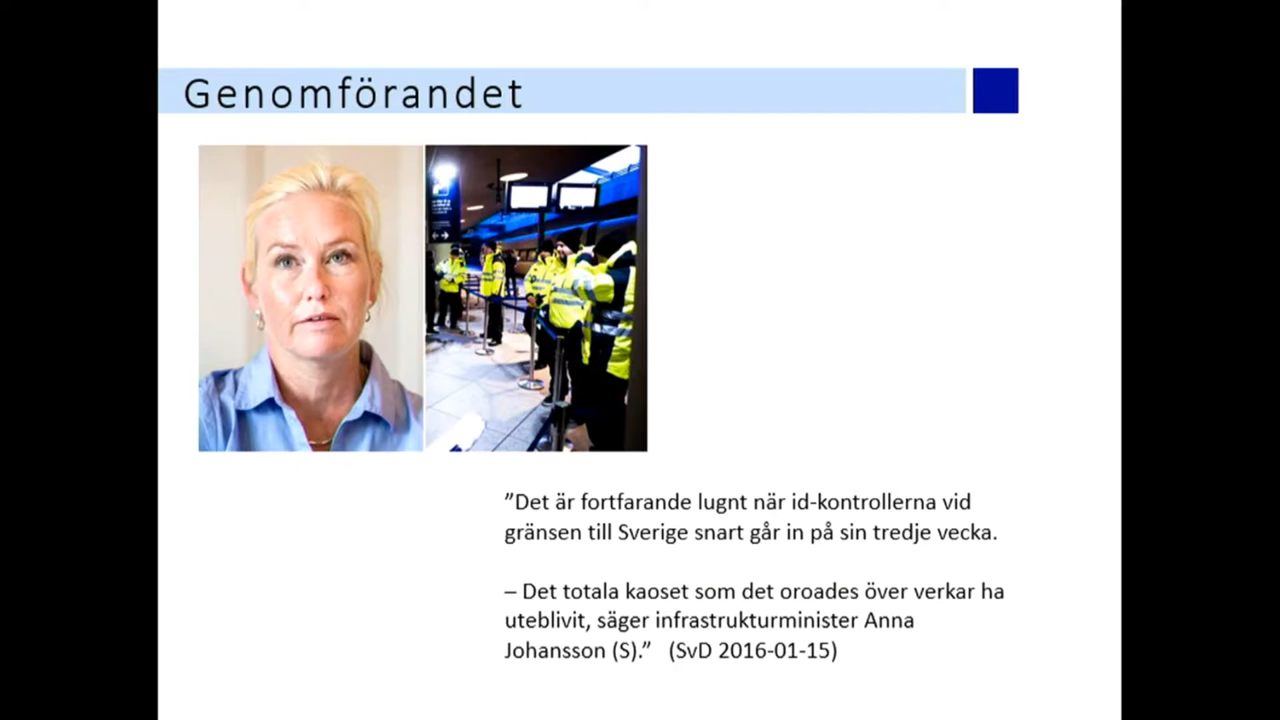 Genomförandet
”Det är fortfarande lugnt när id-kontrollerna vid
gränsen till Sverige snart går in på sin tredje vecka.
– Det totala kaoset som det oroades över verkar ha
uteblivit, säger infrastrukturminister Anna
Johansson (S).” (SvD 2016-01-15)